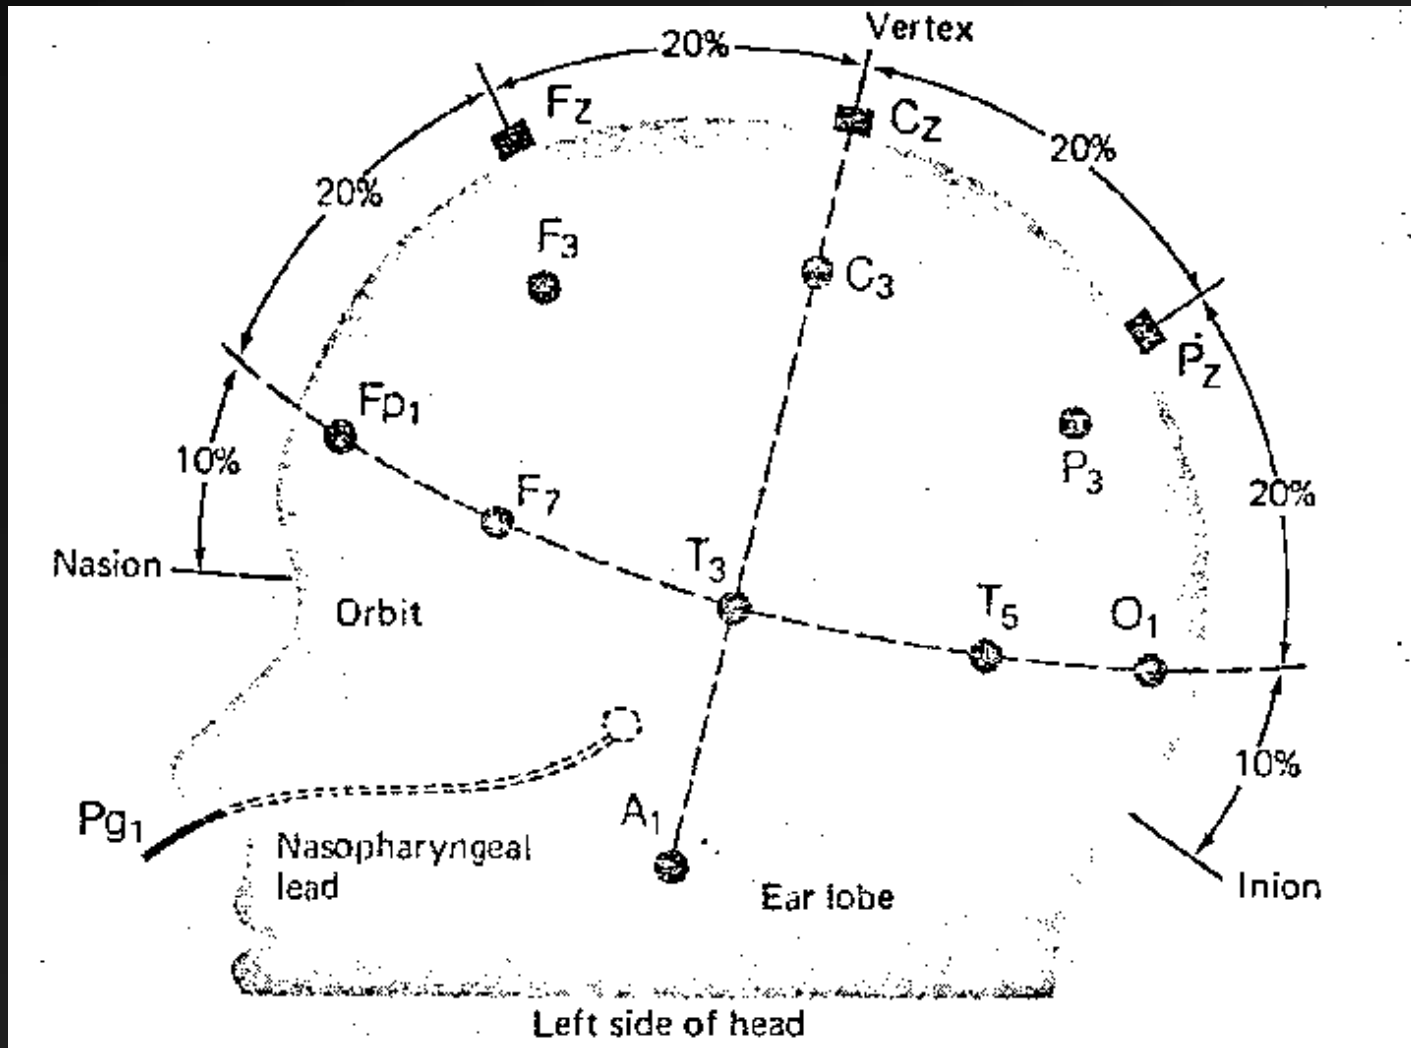 Vertex
20%
Fz
Cz
20%
20%
F3
C3
Pz
Fp1
10%
P3
F7
20%
Nasion
T3
Orbit
T5
O1
10%
Pg1
A1
Nasopharyngeal
lead
Ear lobe
Inion
Left side of head